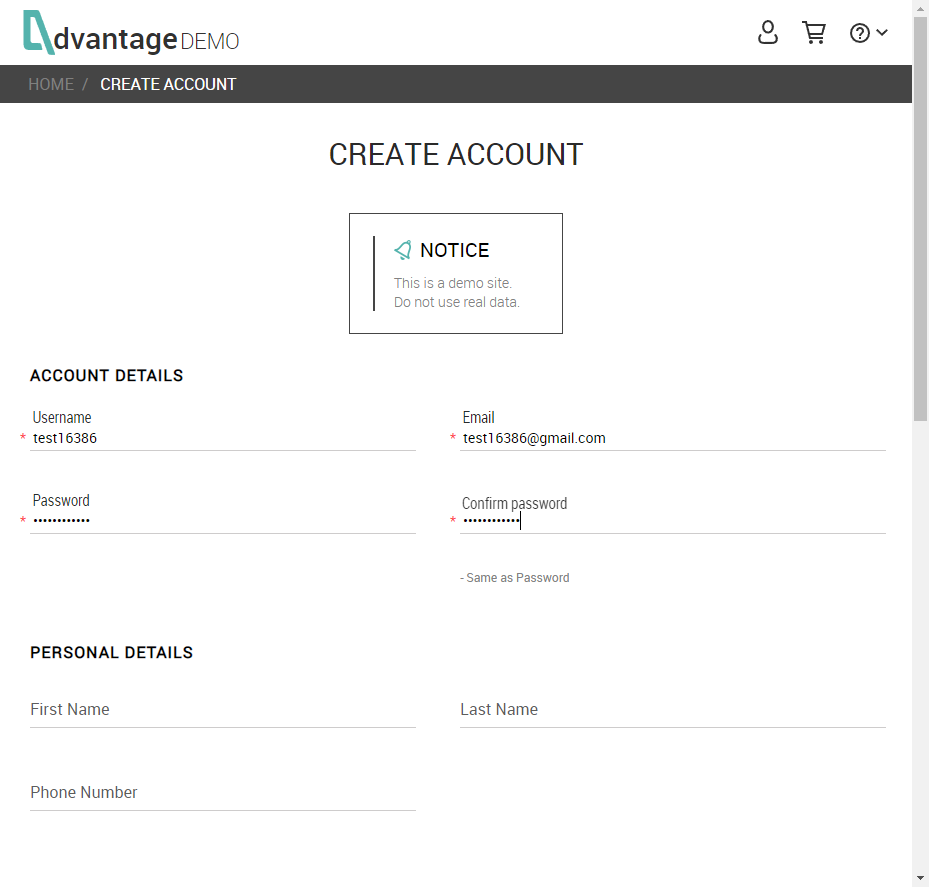 dvantage DEMO
HOME / CREATE ACCOUNT
CREATE ACCOUNT
NOTICE
This is a demo site.
Do not use real data.
ACCOUNT DETAILS
Username Email
* test16386 * test16386@gmail.com
Password Confirm password
* •••••••••••• * ••••••••••••
- Same as Password
PERSONAL DETAILS
First Name Last Name
Phone Number